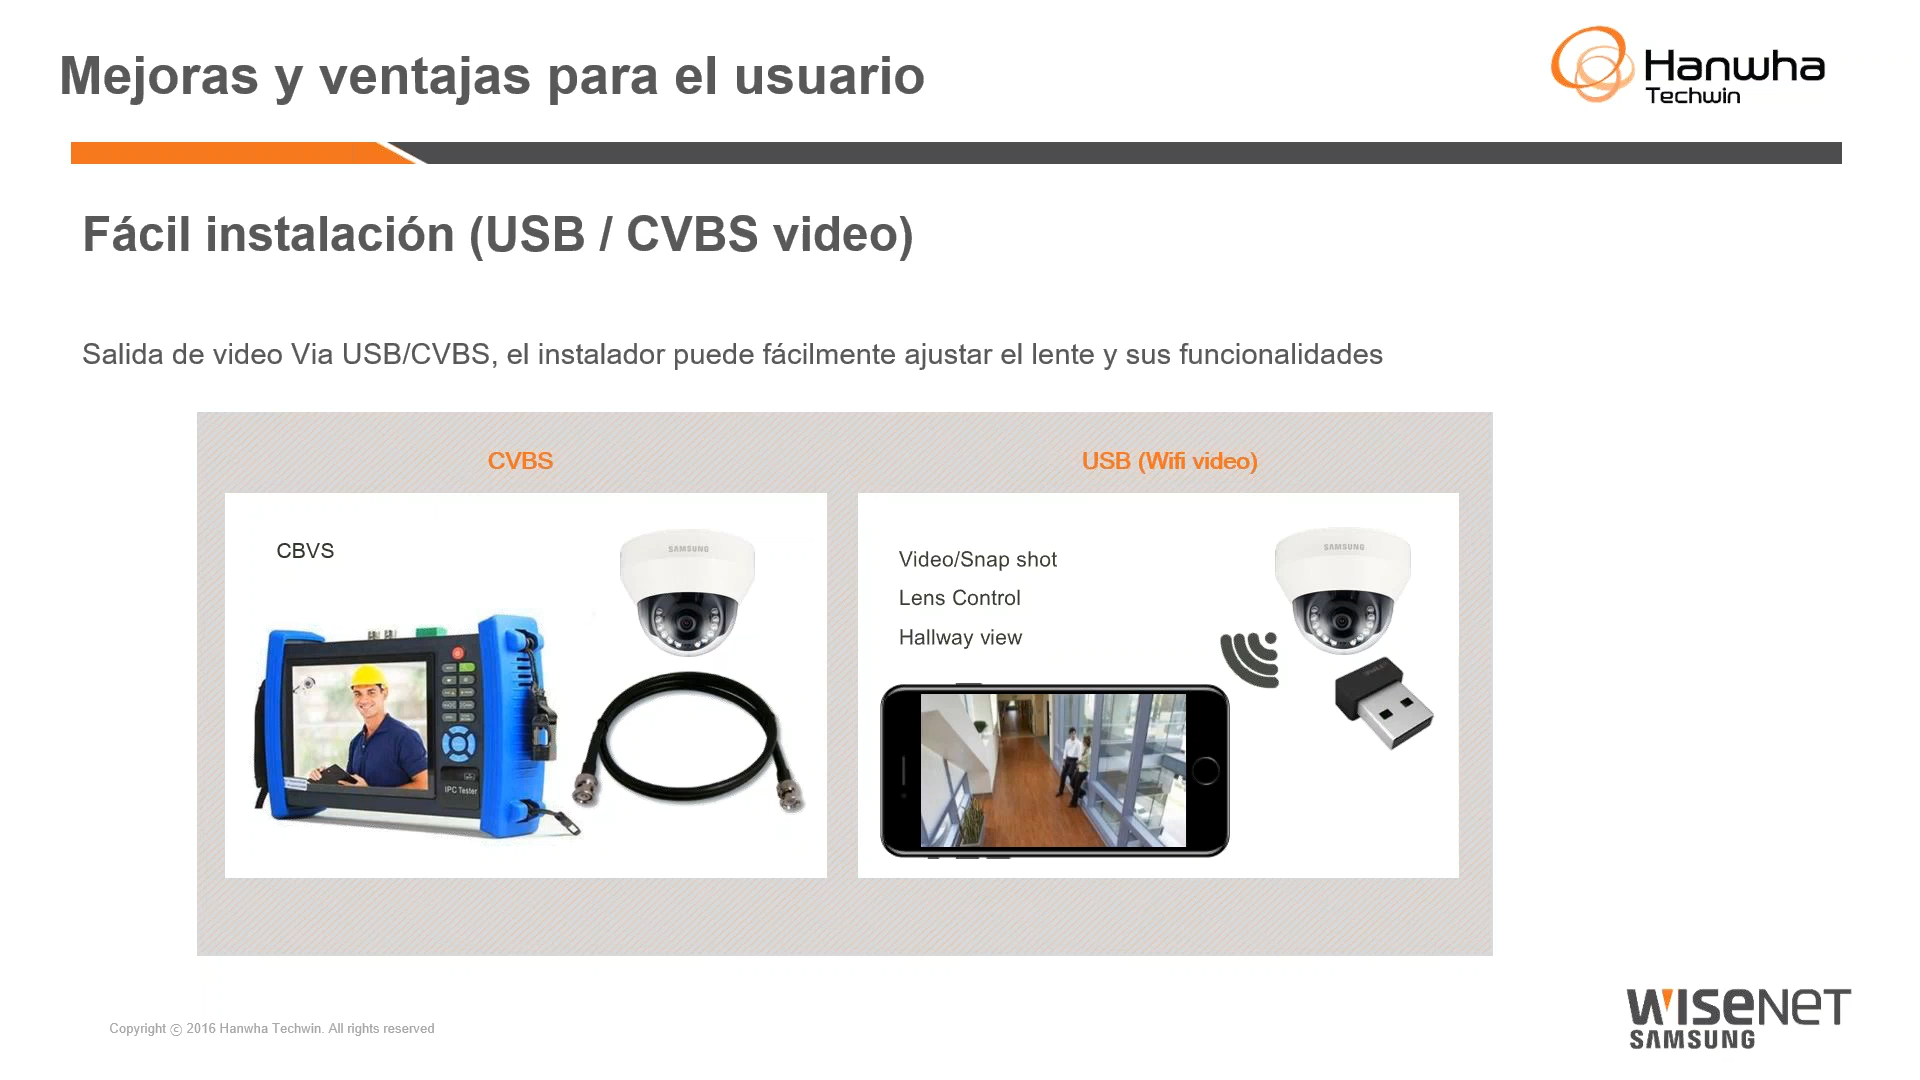 Mejoras y ventajas para el usuario
Hanwha
Techwin
Fácil instalación (USB / CVBS video)
Salida de video Via USB/CVBS, el instalador puede fácilmente ajustar el lente y sus funcionalidades
CVBS
USB (Wifi video)
CBVS
SAMSUNG
IPC Tester
Video/Snap shot
Lens Control
Hallway view
SAMSUNG
Copyright ⓒ 2016 Hanwha Techwin. All rights reserved
WISENET
SAMSUNG